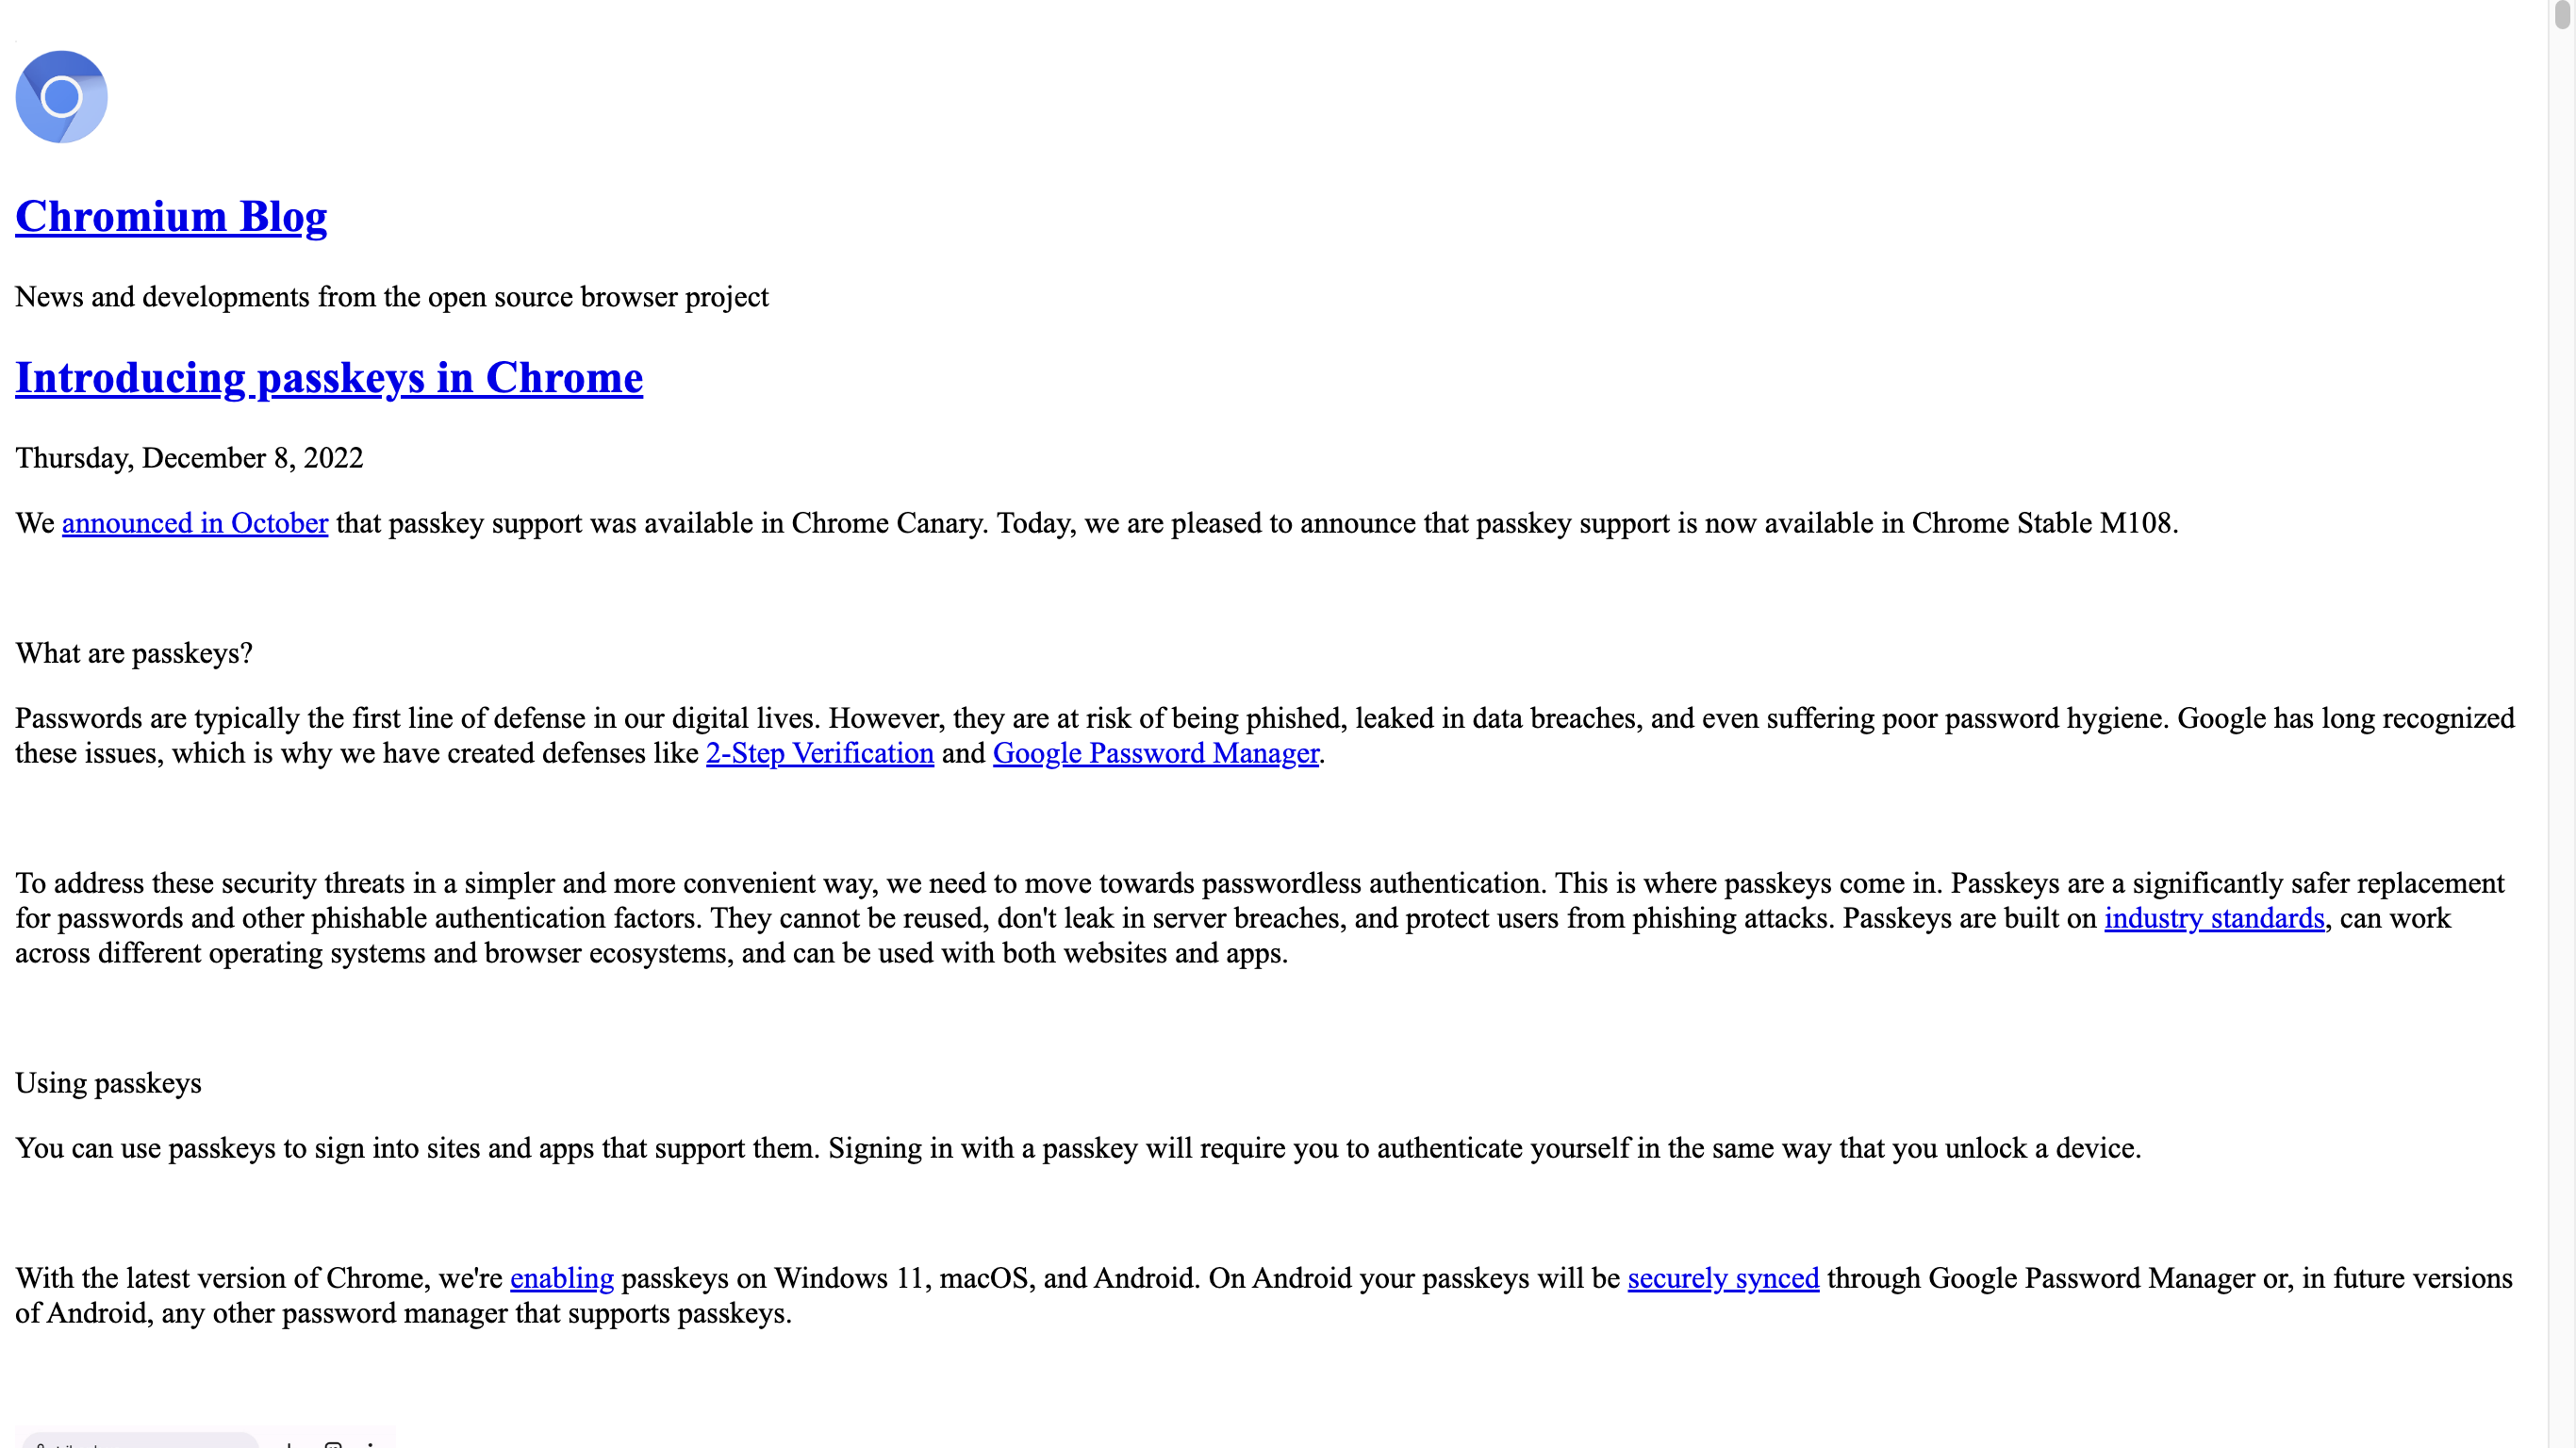 Chromium Blog
News and developments from the open source browser project
Introducing passkeys in Chrome
Thursday, December 8, 2022
We announced in October that passkey support was available in Chrome Canary. Today, we are pleased to announce that passkey support is now available in Chrome Stable M108.
What are passkeys?
Passwords are typically the first line of defense in our digital lives. However, they are at risk of being phished, leaked in data breaches, and even suffering poor password hygiene. Google has long recognized
these issues, which is why we have created defenses like 2-Step Verification and Google Password Manager.
To address these security threats in a simpler and more convenient way, we need to move towards passwordless authentication. This is where passkeys come in. Passkeys are a significantly safer replacement
for passwords and other phishable authentication factors. They cannot be reused, don't leak in server breaches, and protect users from phishing attacks. Passkeys are built on industry standards, can work
across different operating systems and browser ecosystems, and can be used with both websites and apps.
Using passkeys
You can use passkeys to sign into sites and apps that support them. Signing in with a passkey will require you to authenticate yourself in the same way that you unlock a device.
With the latest version of Chrome, we're enabling passkeys on Windows 11, macOS, and Android. On Android your passkeys will be securely synced through Google Password Manager or, in future versions
of Android, any other password manager that supports passkeys.